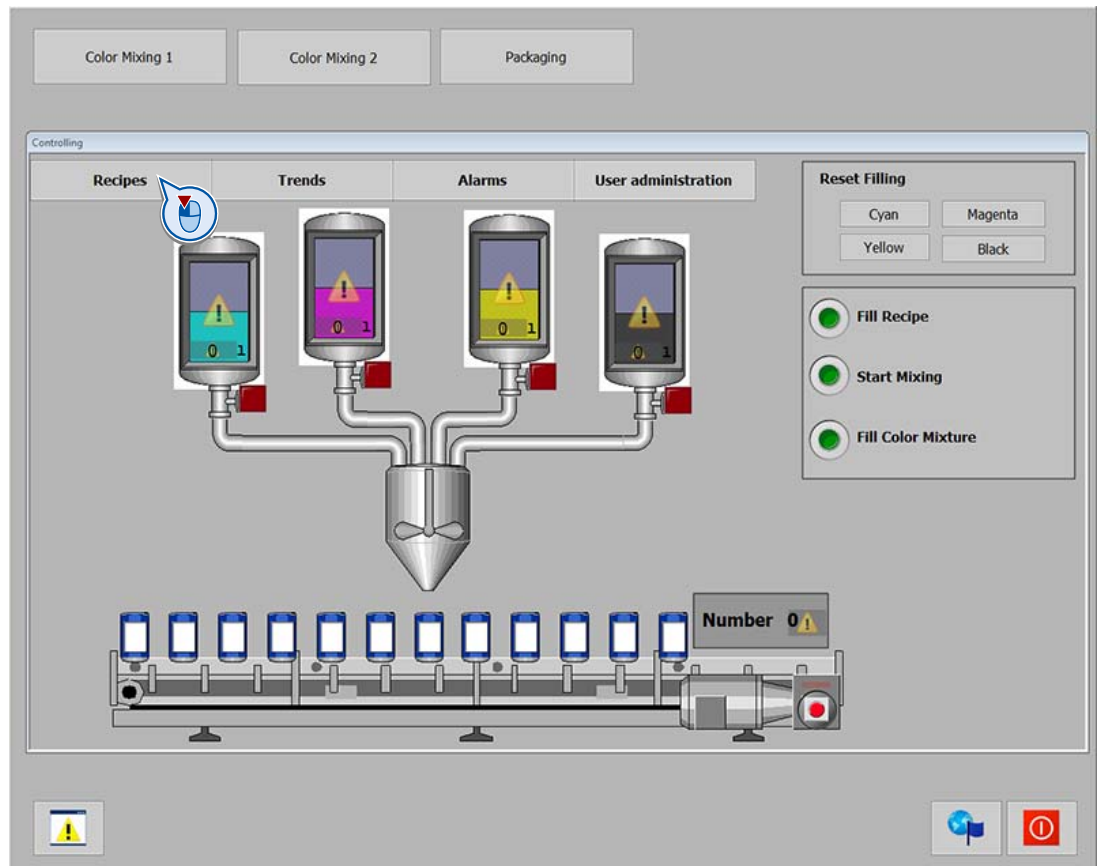 Color Mixing 1
Color Mixing 2
Packaging
Controlling
Recipes
Trends
Alarms
User administration
Reset Filling
Cyan
Magenta
Yellow
Black
Fill Recipe
Start Mixing
Fill Color Mixture
0 1
0 1
0 1
0 1
Number 0